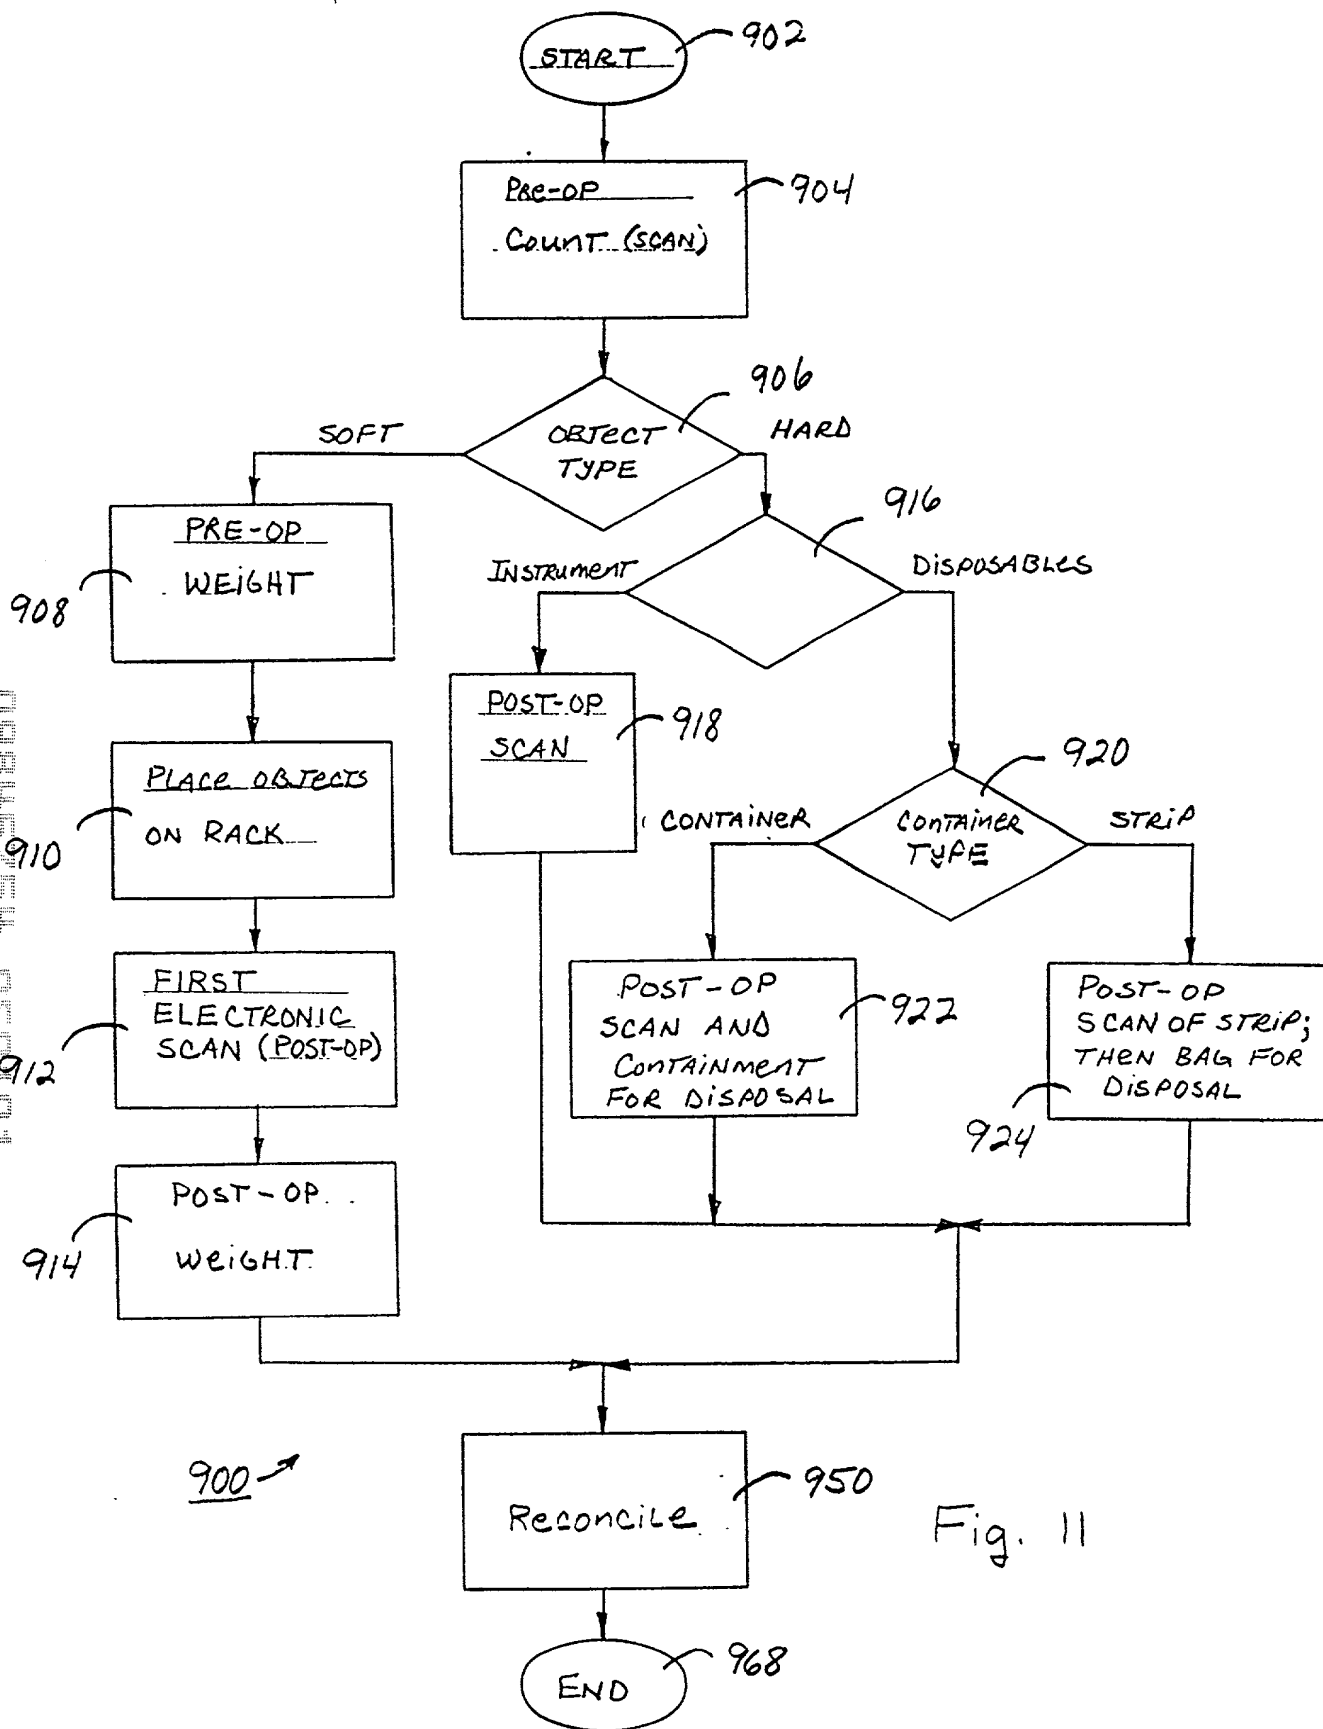 902
START
PRe-OP
Count (SCAN)
904
906
SOFT
OBJECT
TYPE
HARD
916
PRE-OP
WEiGHT
908
INSTRUMENT
DISPOSABLES
POST-OP
SCAN
918
920
PLACE OBJECTS
ON RACK
910
CONTAINER
CONTAINER
TYPE
STRIP
FIRST
ELECTRONIC
SCAN (POST-OP)
912
POST-OP
SCAN AND
CONTAINMENT
FOR DISPOSAL
922
POST-OP
SCAN OF STRIP;
THEN BAG FOR
DISPOSAL
924
POST-OP
WEiGHT
914
900
Reconcile
950
Fig. 11
END
968